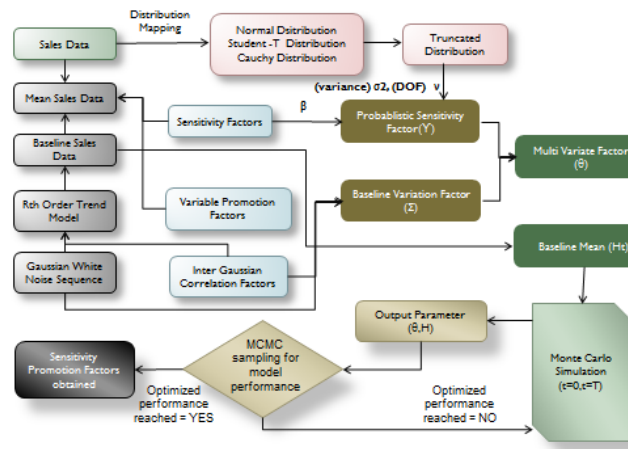 Distribution
Mapping
Sales Data
Normal Dsitribution
Student -T Distribution
Cauchy Distribution
Truncated
Distribution
(variance) σ2, (DOF) ν
Mean Sales Data
β
Sensitivity Factors
Probablistic Sensitivity
Factor(ϒ)
Baseline Sales
Data
Multi Variate Factor
(θ)
Rth Order Trend
Model
Variable Promotion
Factors
Baseline Variation Factor
(Σ)
Gaussian White
Noise Sequence
Inter Gaussian
Correlation Factors
Baseline Mean (Ht)
Output Parameter
(θ,H)
Sensitivity
Promotion Factors
obtained
MCMC
sampling for
model
performance
Monte Carlo
Simulation
(t=0,t=T)
Optimized
performance
reached = YES
Optimized
performance
reached = NO